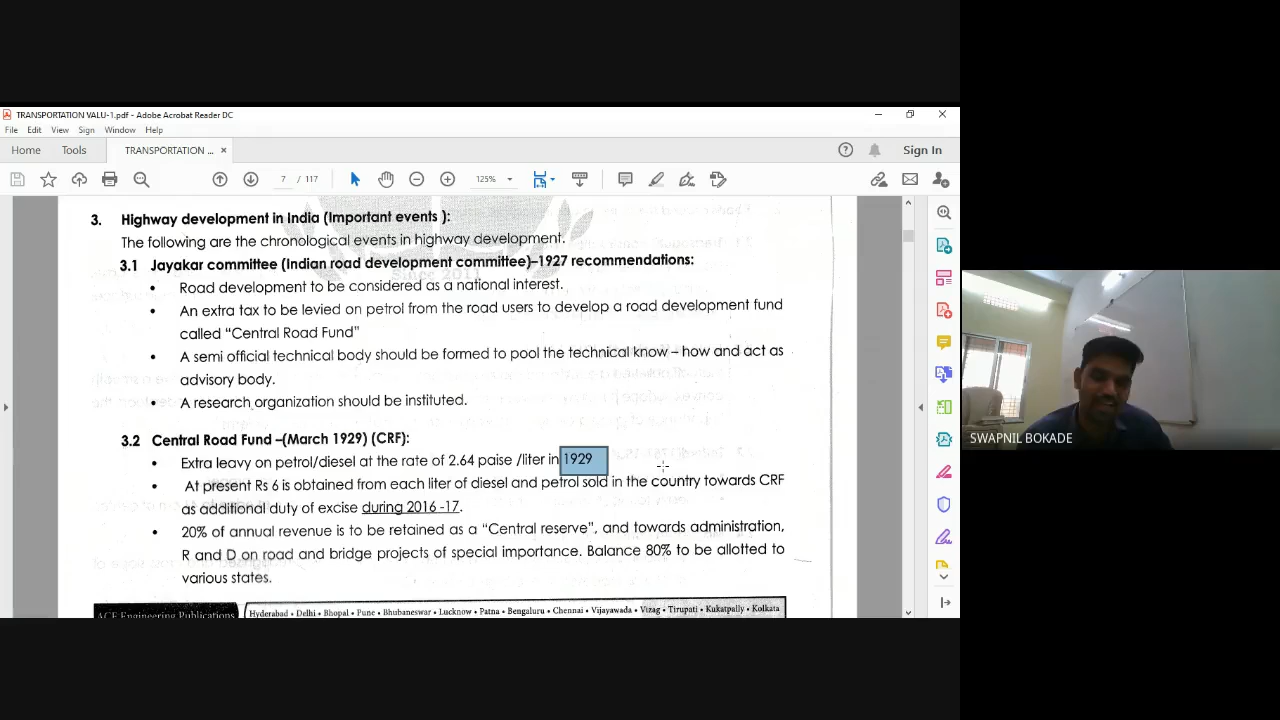 TRANSPORTATION VALU-1.pdf - Adobe Acrobat Reader DC
File Edit View Sign Window Help
Home Tools TRANSPORTATION ... × Sign In
7 / 117 125%
3. Highway development in India (Important events ):
The following are the chronological events in highway development.
Since 2011
3.1 Jayakar committee (Indian road development committee)–1927 recommendations:
• Road development to be considered as a national interest.
• An extra tax to be levied on petrol from the road users to develop a road development fund
called “Central Road Fund”
• A semi official technical body should be formed to pool the technical know – how and act as
advisory body.
• A research organization should be instituted.
3.2 Central Road Fund –(March 1929) (CRF):
• Extra leavy on petrol/diesel at the rate of 2.64 paise /liter in 1929
• At present Rs 6 is obtained from each liter of diesel and petrol sold in the country towards CRF
as additional duty of excise during 2016 -17.
• 20% of annual revenue is to be retained as a “Central reserve”, and towards administration,
R and D on road and bridge projects of special importance. Balance 80% to be allotted to
various states.
ACE Engineering Publications Hyderabad • Delhi • Bhopal • Pune • Bhubaneswar • Lucknow • Patna • Bengaluru • Chennai • Vijayawada • Vizag • Tirupati • Kukatpally • Kolkata
SWAPNIL BOKADE